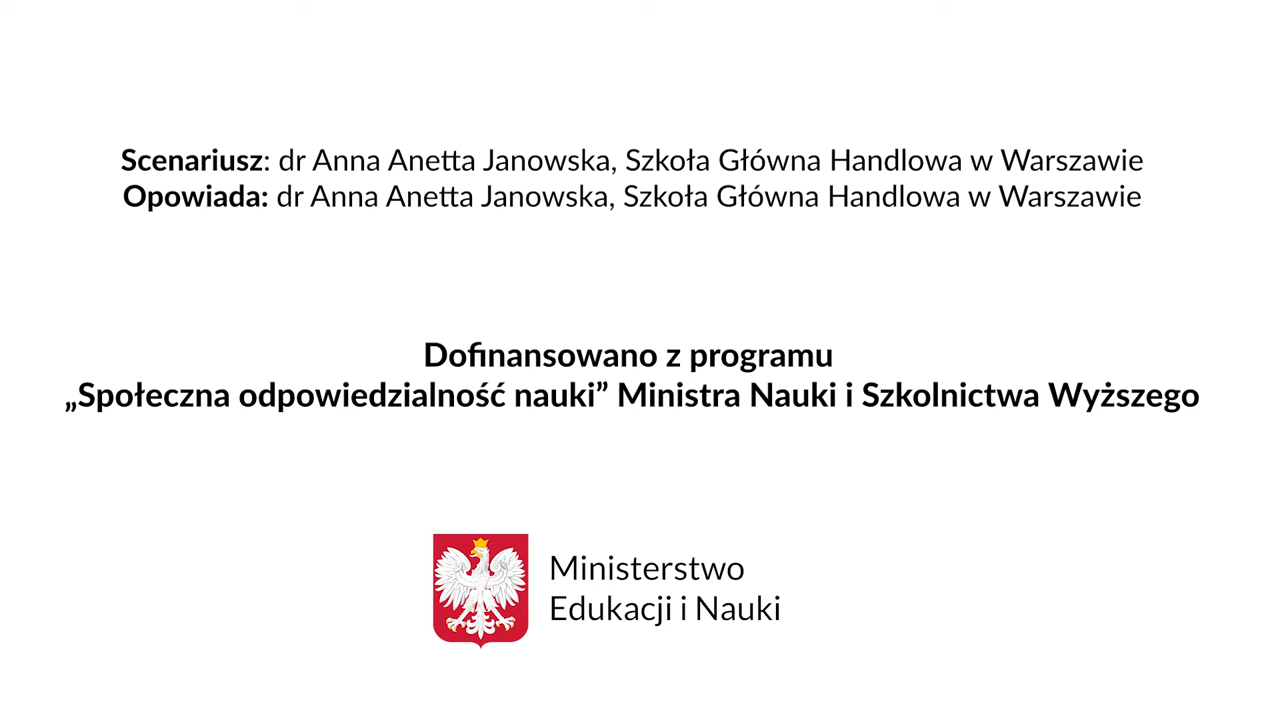 Scenariusz: dr Anna Anetta Janowska, Szkoła Główna Handlowa w Warszawie
Opowiada: dr Anna Anetta Janowska, Szkoła Główna Handlowa w Warszawie
Dofinansowano z programu
„Społeczna odpowiedzialność nauki” Ministra Nauki i Szkolnictwa Wyższego
Ministerstwo
Edukacji i Nauki